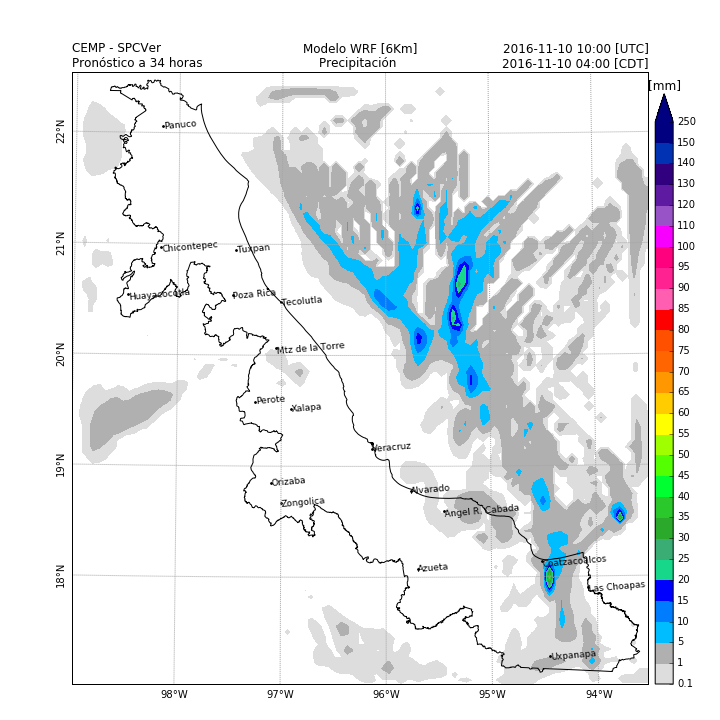 CEMP - SPCVer
Modelo WRF [6Km]
2016-11-10 10:00 [UTC]
Pronóstico a 34 horas
Precipitación
2016-11-10 04:00 [CDT]
[mm]
250
150
140
130
120
110
100
95
90
85
80
75
70
65
60
55
50
45
40
35
30
25
20
15
10
5
1
0.1
22°N
21°N
20°N
19°N
18°N
98°W
97°W
96°W
95°W
94°W
Panuco
Chicontepec
Tuxpan
Huayacocotla
Poza Rica
Tecolutla
Mtz de la Torre
Perote
Xalapa
Veracruz
Orizaba
Alvarado
Zongolica
Angel R. Cabada
Azueta
Coatzacoalcos
Las Choapas
Uxpanapa